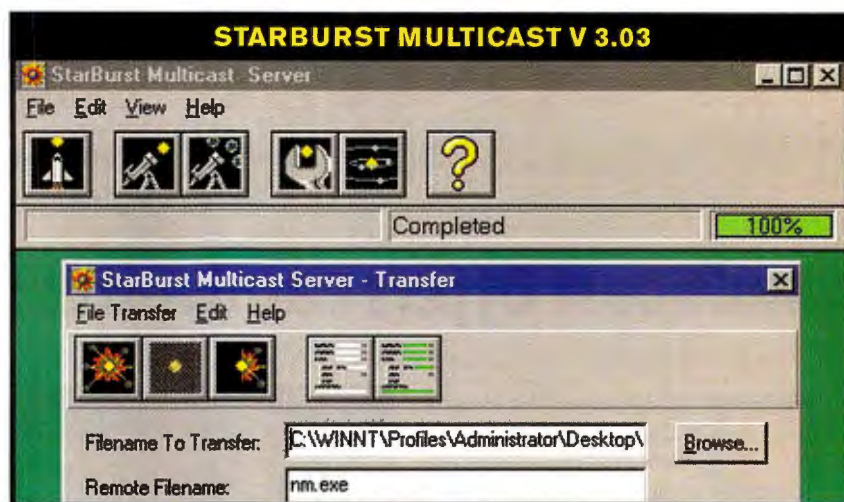 STARBURST MULTICAST V 3.03
StarBurst Multicast Server
File Edit View Help
?
Completed 100%
StarBurst Multicast Server - Transfer
File Transfer Edit Help
Filename To Transfer: C:\WINNT\Profiles\Administrator\Desktop\ Browse...
Remote Filename: nm.exe